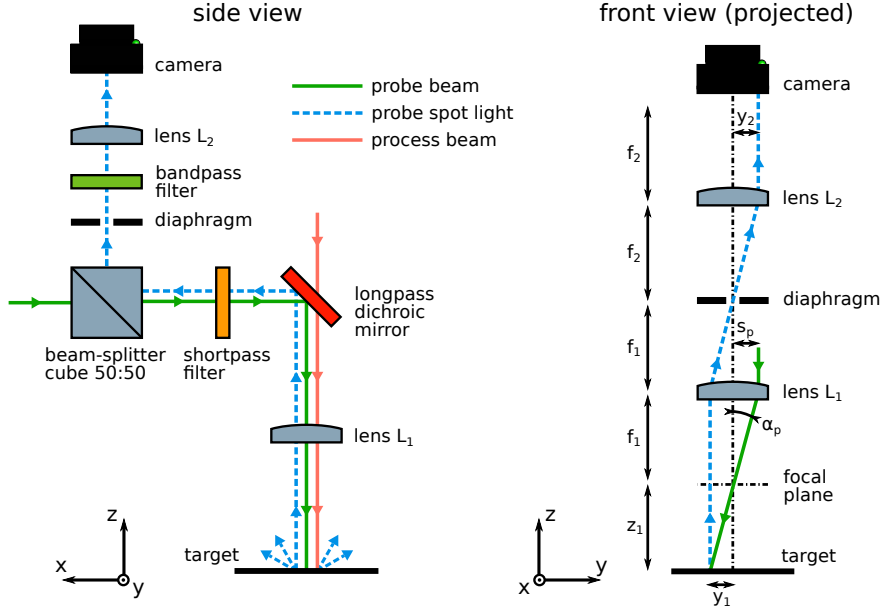 side view
camera
lens L₂
bandpass
filter
diaphragm
beam-splitter
cube 50:50
shortpass
filter
longpass
dichroic
mirror
lens L₁
target
z
x
y
probe beam
probe spot light
process beam
front view (projected)
camera
y₂
f₂
lens L₂
f₂
diaphragm
sₚ
f₁
lens L₁
αₚ
f₁
focal
plane
z₁
target
y₁
z
x
y